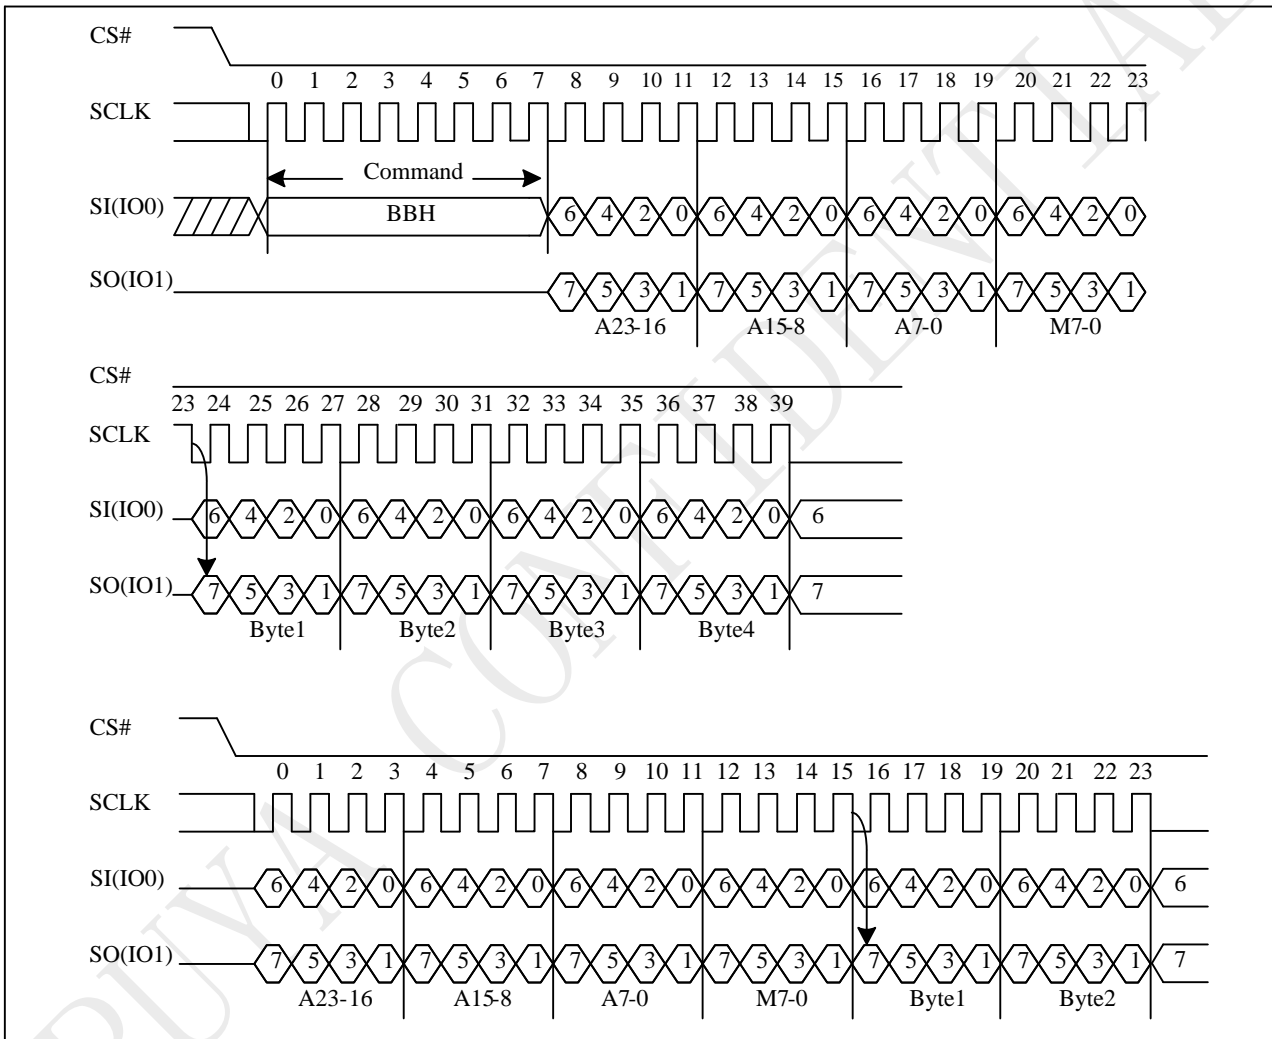 CS#
0 1 2 3 4 5 6 7 8 9 10 11 12 13 14 15 16 17 18 19 20 21 22 23
SCLK
Command
SI(IO0) BBH 6 4 2 0 6 4 2 0 6 4 2 0 6 4 2 0
SO(IO1) 7 5 3 1 7 5 3 1 7 5 3 1 7 5 3 1
A23-16 A15-8 A7-0 M7-0
CS#
23 24 25 26 27 28 29 30 31 32 33 34 35 36 37 38 39
SCLK
SI(IO0) 6 4 2 0 6 4 2 0 6 4 2 0 6 4 2 0 6
SO(IO1) 7 5 3 1 7 5 3 1 7 5 3 1 7 5 3 1 7
Byte1 Byte2 Byte3 Byte4
CS#
0 1 2 3 4 5 6 7 8 9 10 11 12 13 14 15 16 17 18 19 20 21 22 23
SCLK
SI(IO0) 6 4 2 0 6 4 2 0 6 4 2 0 6 4 2 0 6 4 2 0 6 4 2 0 6
SO(IO1) 7 5 3 1 7 5 3 1 7 5 3 1 7 5 3 1 7 5 3 1 7 5 3 1 7
A23-16 A15-8 A7-0 M7-0 Byte1 Byte2
PUYA CONFIDENTIAL